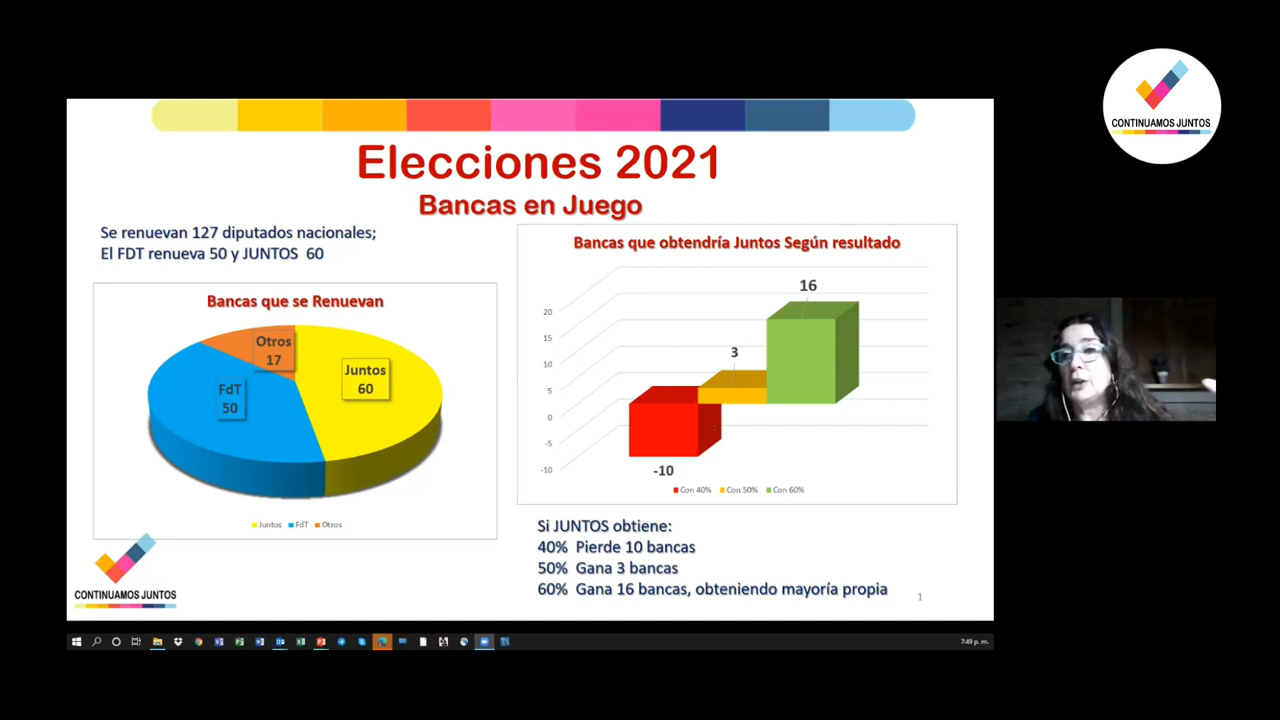 CONTINUAMOS JUNTOS
Elecciones 2021
Bancas en Juego
Se renuevan 127 diputados nacionales;
El FDT renueva 50 y JUNTOS 60
Bancas que se Renuevan
Otros
17
Juntos
60
FdT
50
Juntos FdT Otros
CONTINUAMOS JUNTOS
Bancas que obtendría Juntos Según resultado
16
3
-10
20
15
10
5
0
-5
-10
Con 40% Con 50% Con 60%
Si JUNTOS obtiene:
40% Pierde 10 bancas
50% Gana 3 bancas
60% Gana 16 bancas, obteniendo mayoría propia
1
7:49 p. m.